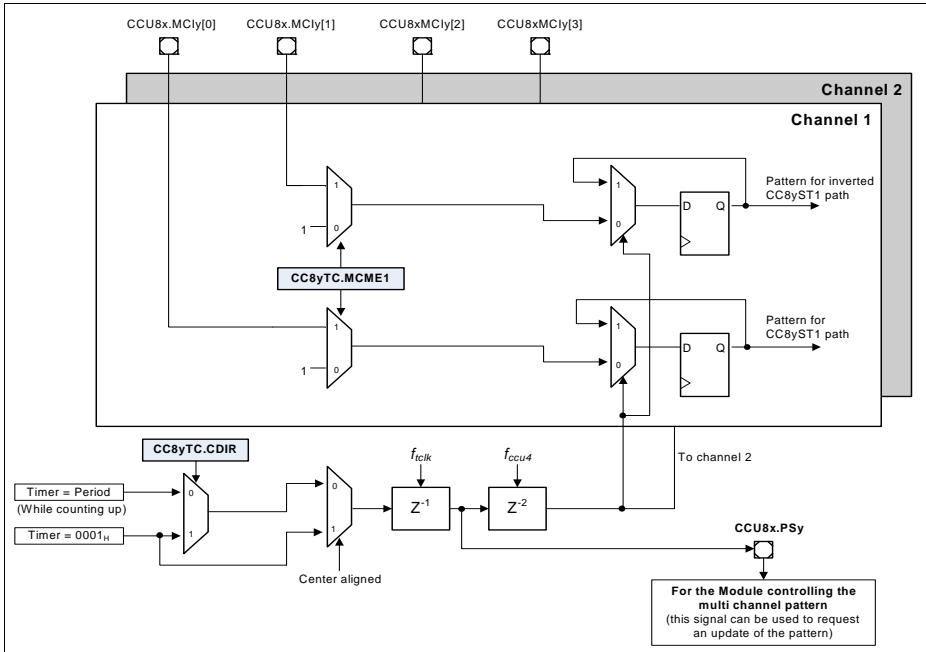 CCU8x.MCIy[0]
CCU8x.MCIy[1]
CCU8xMCIy[2]
CCU8xMCIy[3]
Channel 2
Channel 1
1
1
0
CC8yTC.MCME1
1
1
0
1
0
D Q
Pattern for inverted
CC8yST1 path
1
0
D Q
Pattern for
CC8yST1 path
CC8yTC.CDIR
Timer = Period
(While counting up)
Timer = 0001H
0
1
0
1
Center aligned
ftclk
Z-1
fccu4
Z-2
To channel 2
CCU8x.PSy
For the Module controlling the
multi channel pattern
(this signal can be used to request
an update of the pattern)